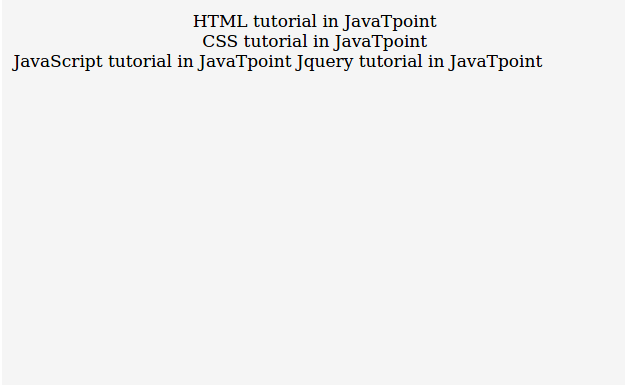 HTML tutorial in JavaTpoint
CSS tutorial in JavaTpoint
JavaScript tutorial in JavaTpoint Jquery tutorial in JavaTpoint